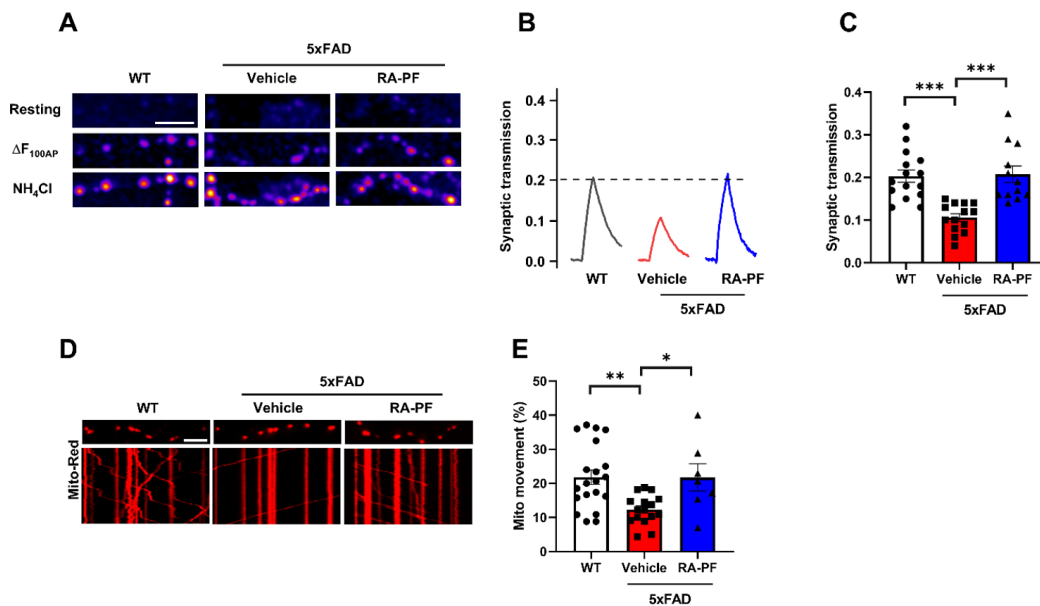 A
5xFAD
WT Vehicle RA-PF
Resting
ΔF100AP
NH4Cl
B
Synaptic transmission
0.4
0.3
0.2
0.1
0.0
WT Vehicle RA-PF
5xFAD
C
Synaptic transmission
*** ***
0.4
0.3
0.2
0.1
0.0
WT Vehicle RA-PF
5xFAD
D
5xFAD
WT Vehicle RA-PF
Mito-Red
E
Mito movement (%)
** *
50
40
30
20
10
0
WT Vehicle RA-PF
5xFAD